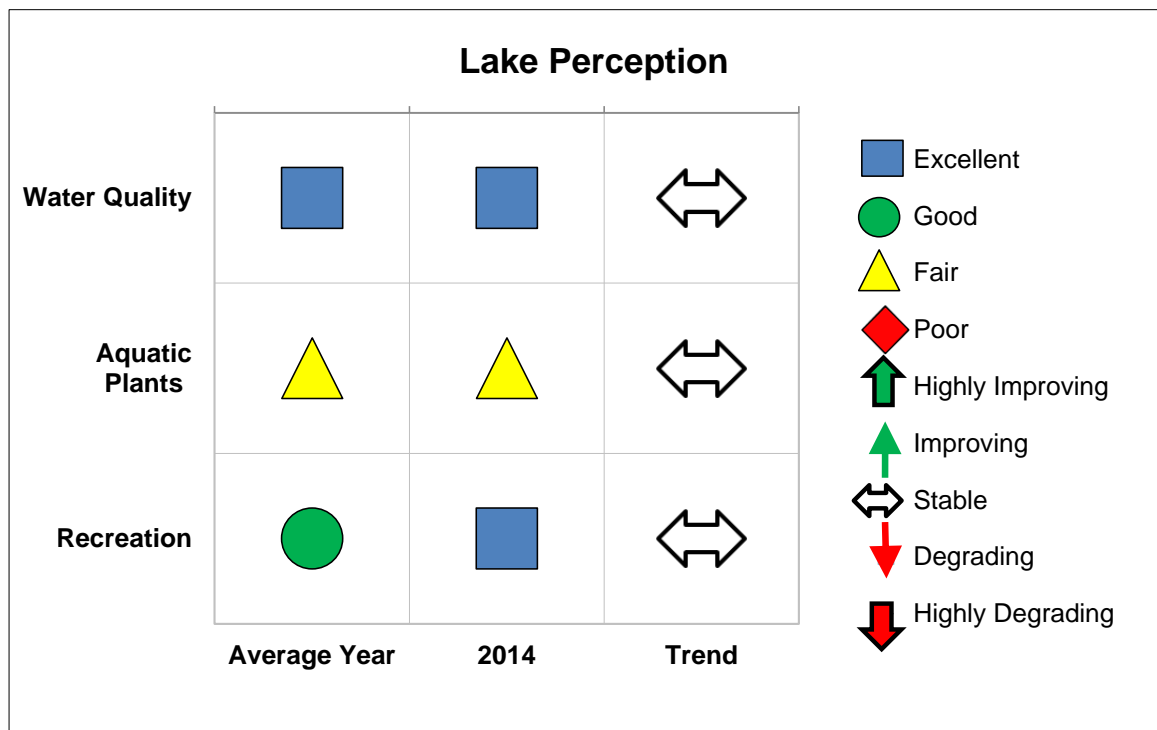 Lake Perception
Water Quality
Aquatic
Plants
Recreation
Average Year
2014
Trend
Excellent
Good
Fair
Poor
Highly Improving
Improving
Stable
Degrading
Highly Degrading